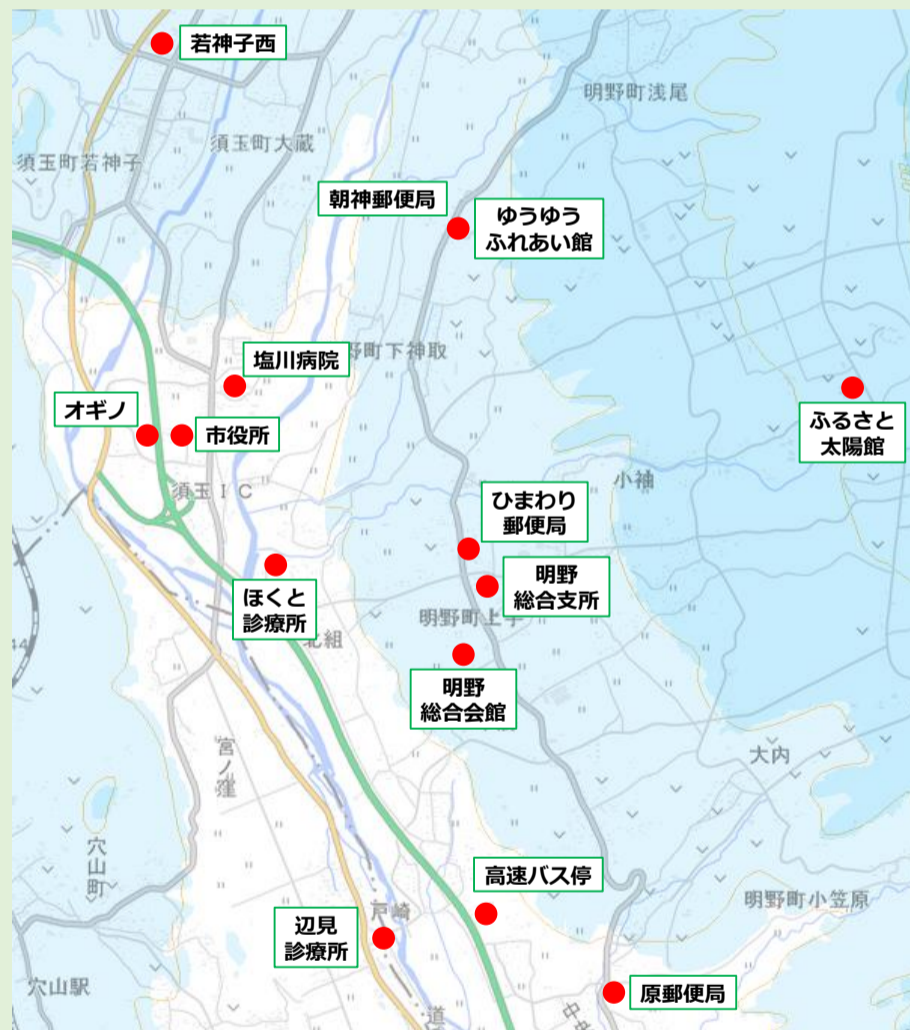 若神子西
明野町浅尾
須玉町大蔵
須玉町若神子
朝神郵便局
ゆうゆう
ふれあい館
塩川病院
野町下神取
オギノ
市役所
ふるさと
太陽館
須玉IC
小袖
ひまわり
郵便局
明野
総合支所
ほくと
診療所
明野町上手
北組
44
明野
総合会館
宮ノ窪
大内
穴山町
高速バス停
明野町小笠原
戸崎
辺見
診療所
穴山駅
原郵便局
道
中央